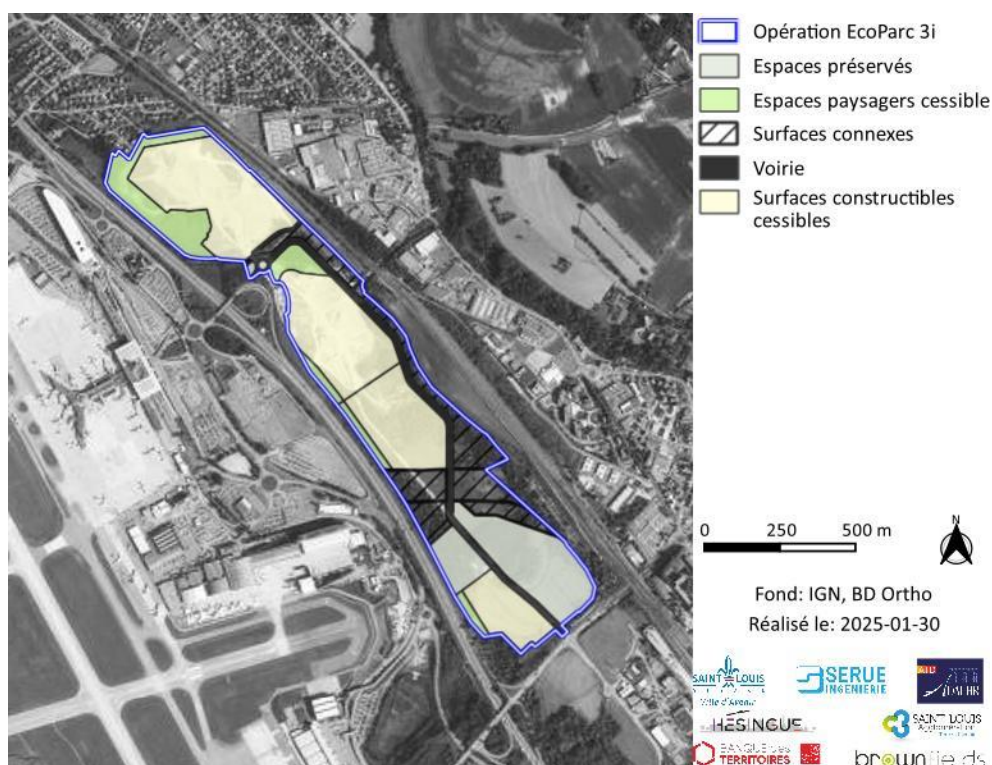 Opération EcoParc 3i
Espaces préservés
Espaces paysagers cessible
Surfaces connexes
Voirie
Surfaces constructibles
cessibles
0 250 500 m
N
Fond: IGN, BD Ortho
Réalisé le: 2025-01-30
SAINT LOUIS
Ville d'Avenir
SERUE
INGENIERIE
HÉSINGUE
SAINT LOUIS
Agglomération
BANQUE des
TERRITOIRES
brownfields